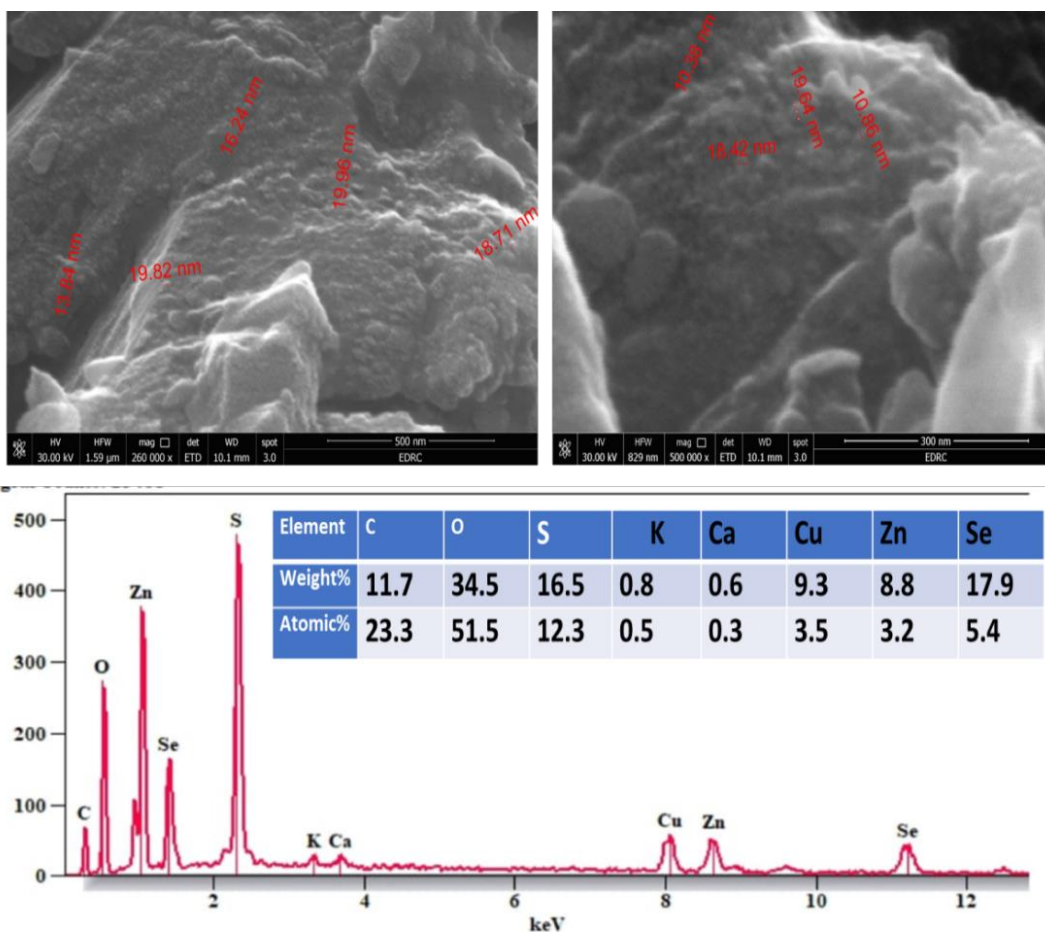 16.24 nm
19.96 nm
18.71 nm
13.84 nm
19.82 nm
HV HFW mag □ det WD spot 500 nm
30.00 kV 1.59 µm 260 000 x ETD 10.1 mm 3.0 EDRC
10.38 nm
19.64 nm
10.86 nm
18.42 nm
HV HFW mag □ det WD spot 300 nm
30.00 kV 829 nm 500 000 x ETD 10.1 mm 3.0 EDRC
Element C O S K Ca Cu Zn Se
Weight% 11.7 34.5 16.5 0.8 0.6 9.3 8.8 17.9
Atomic% 23.3 51.5 12.3 0.5 0.3 3.5 3.2 5.4
500
400
300
200
100
0
C
O
Zn
Se
S
K
Ca
Cu
Zn
Se
2 4 6 8 10 12
keV